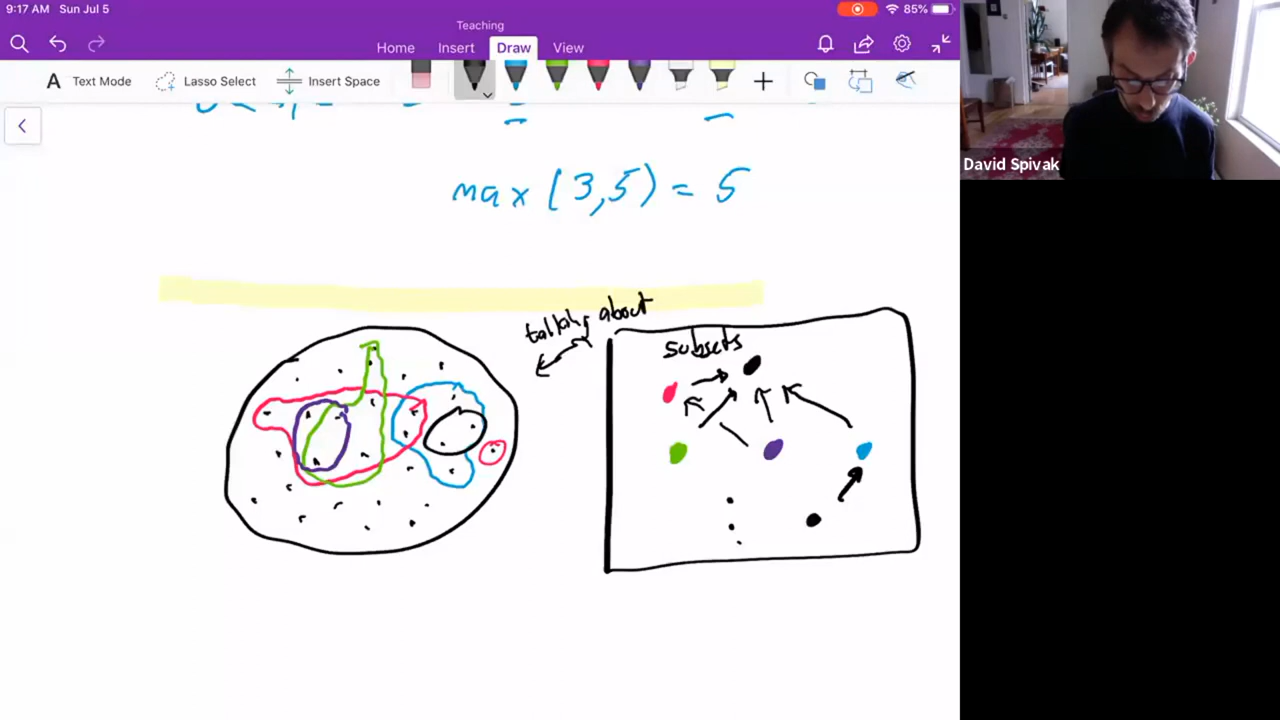 9:17 AM Sun Jul 5
85%
Teaching
Home Insert Draw View
Text Mode Lasso Select Insert Space
max (3,5) = 5
talking about
subsets
David Spivak